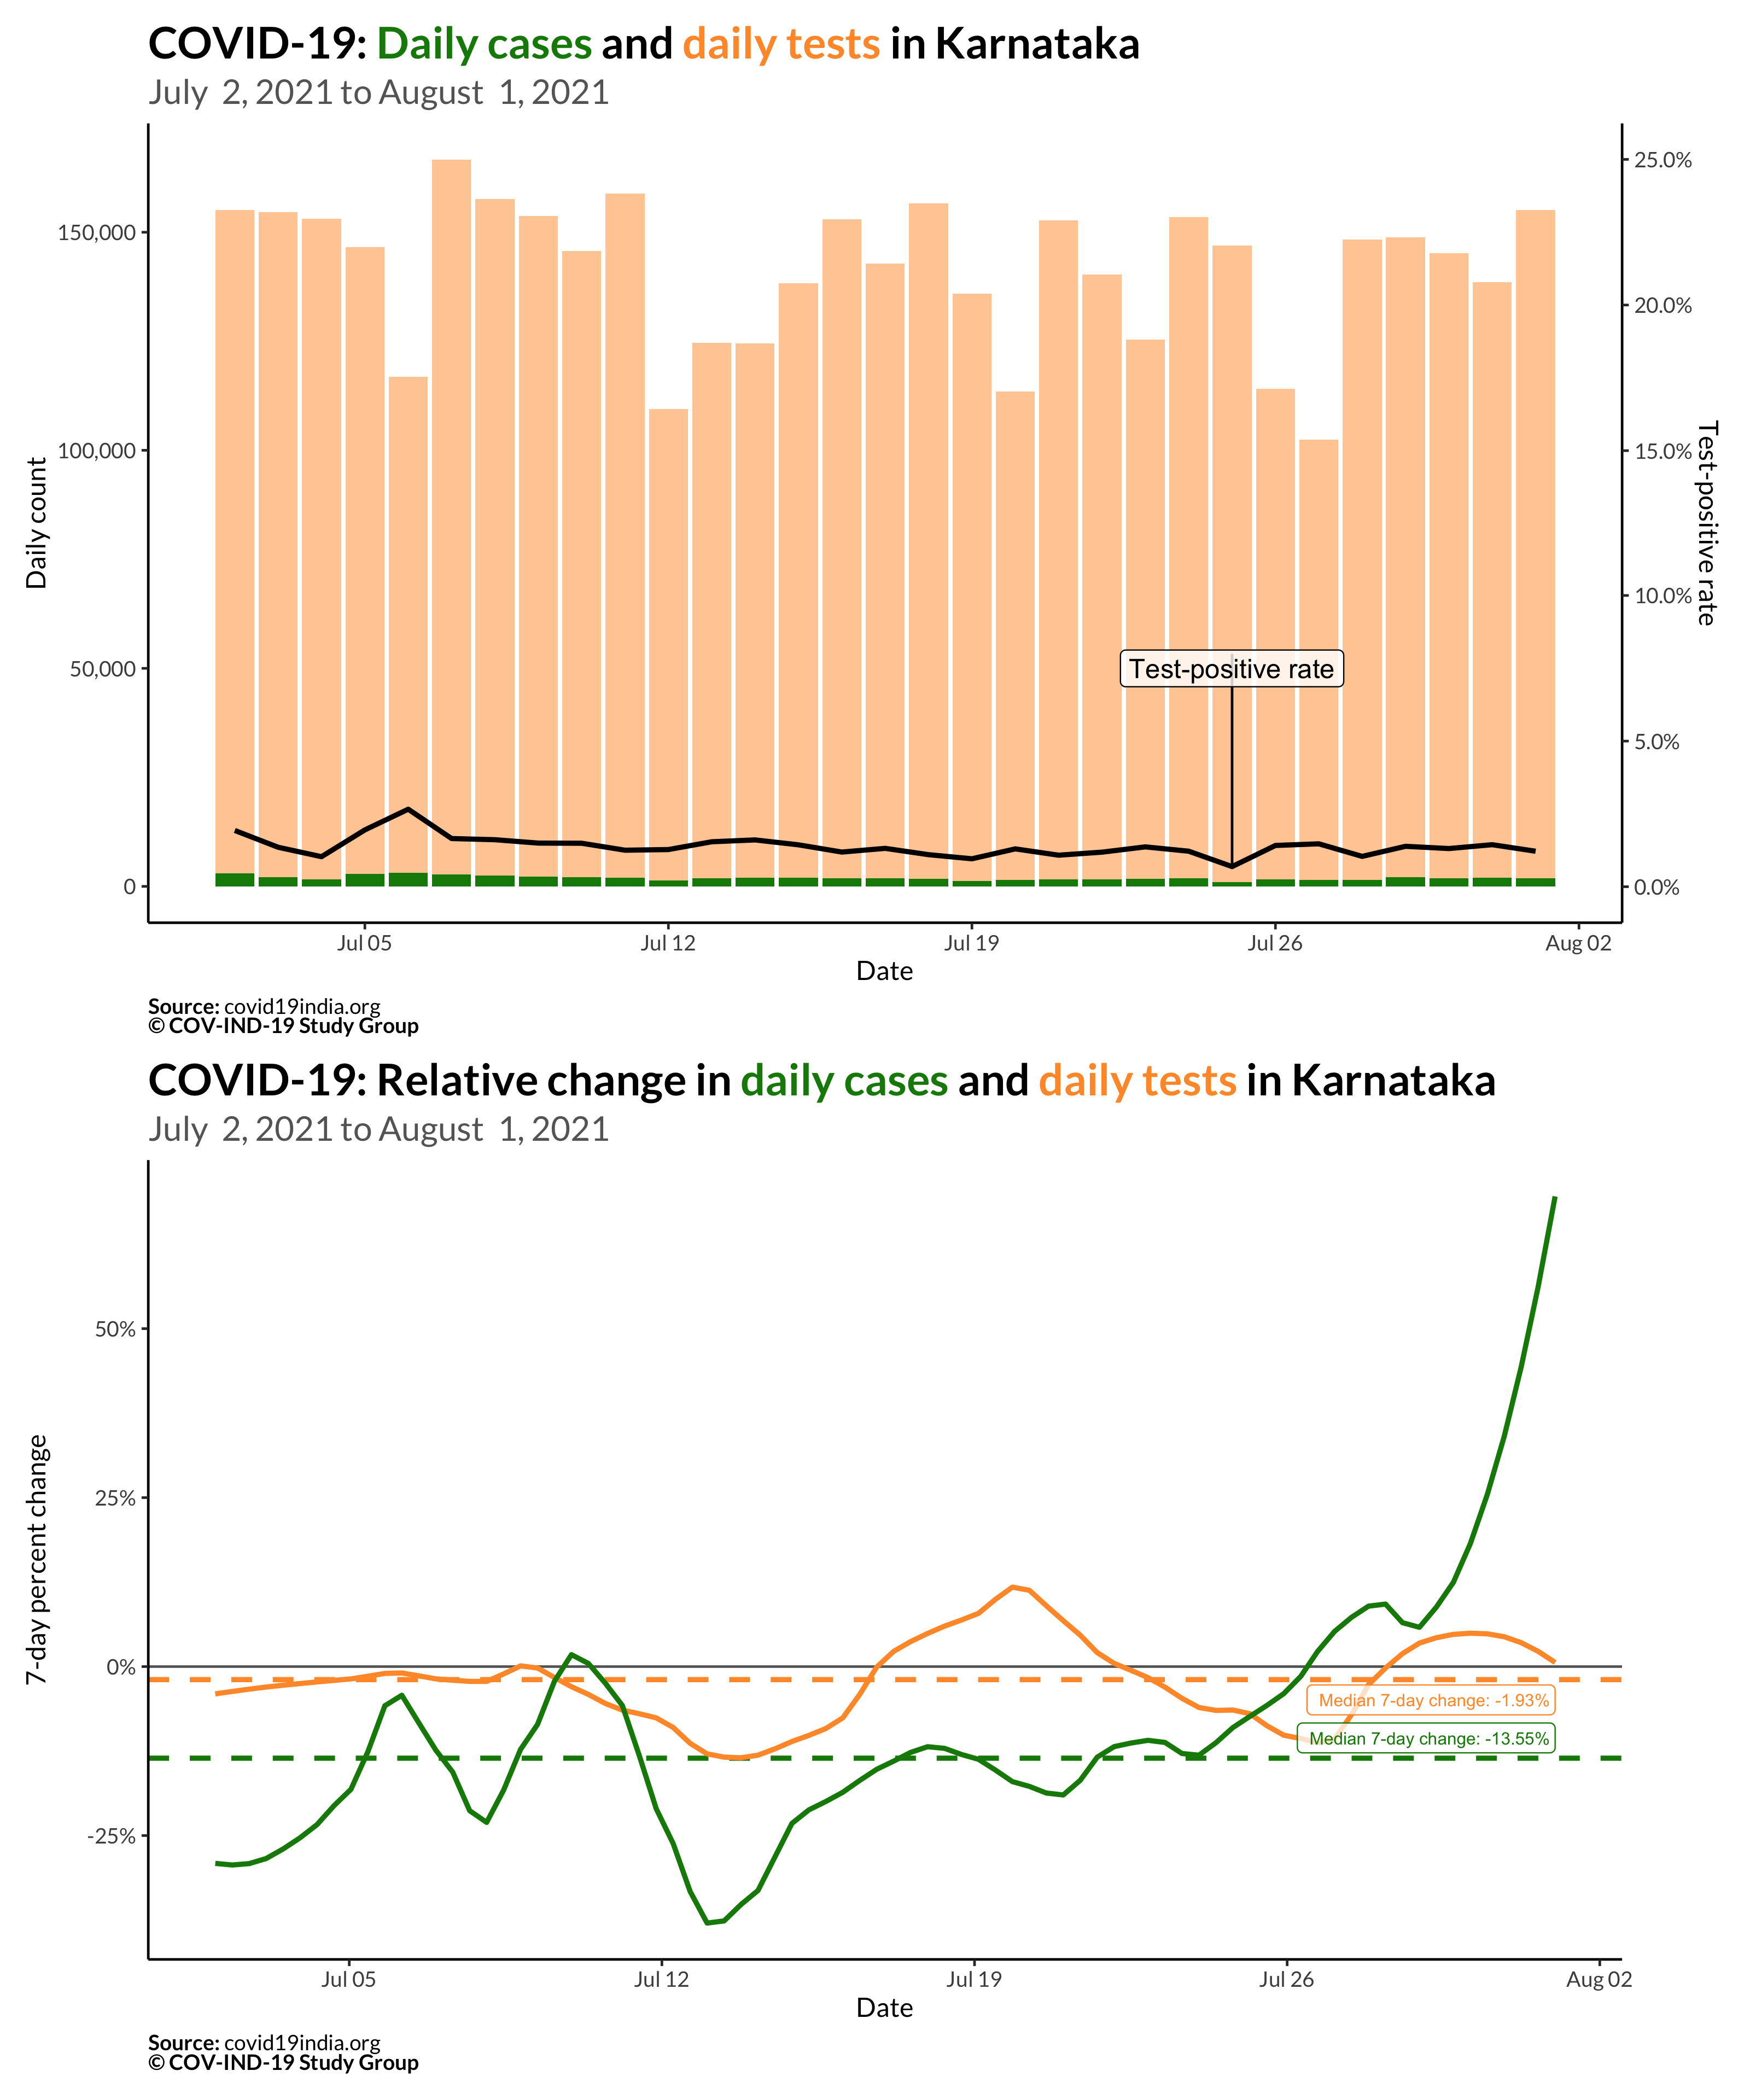 COVID-19: Daily cases and daily tests in Karnataka
July 2, 2021 to August 1, 2021
150,000
100,000
50,000
0
Daily count
25.0%
20.0%
15.0%
10.0%
5.0%
0.0%
Test-positive rate
Test-positive rate
Jul 05
Jul 12
Jul 19
Jul 26
Aug 02
Date
Source: covid19india.org
© COV-IND-19 Study Group
COVID-19: Relative change in daily cases and daily tests in Karnataka
July 2, 2021 to August 1, 2021
50%
25%
0%
-25%
7-day percent change
Median 7-day change: -1.93%
Median 7-day change: -13.55%
Jul 05
Jul 12
Jul 19
Jul 26
Aug 02
Date
Source: covid19india.org
© COV-IND-19 Study Group